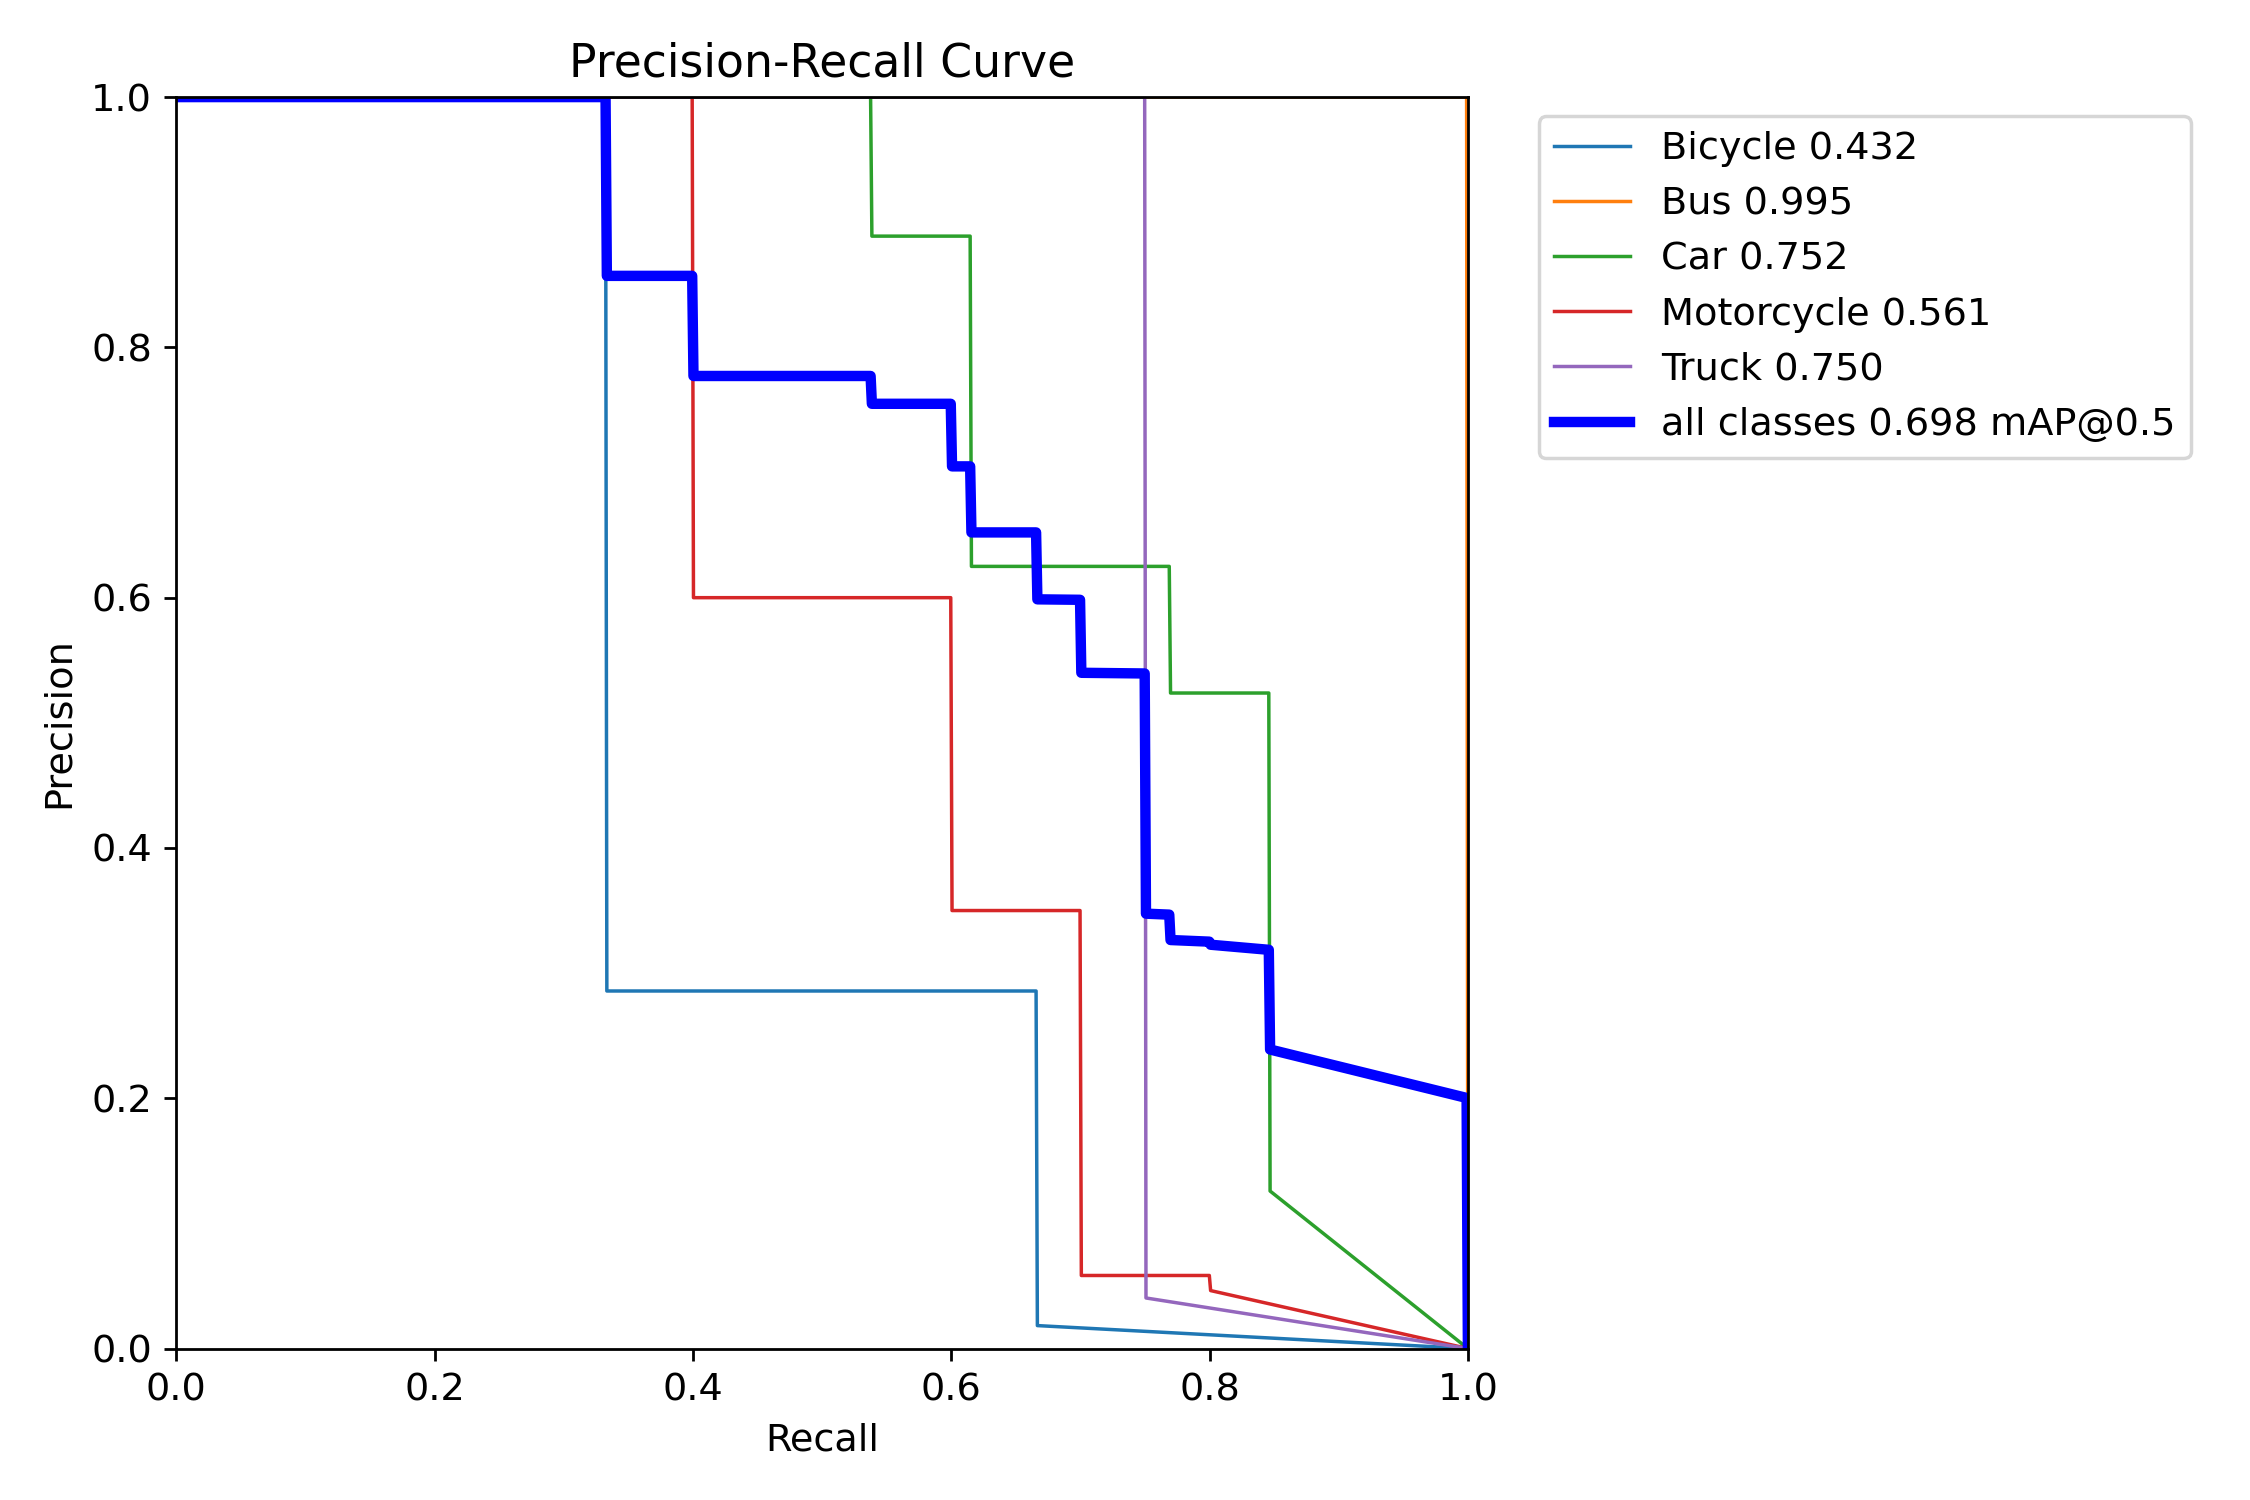 Precision-Recall Curve
1.0
0.8
0.6
0.4
0.2
0.0
Precision
0.0 0.2 0.4 0.6 0.8 1.0
Recall
Bicycle 0.432
Bus 0.995
Car 0.752
Motorcycle 0.561
Truck 0.750
all classes 0.698 mAP@0.5